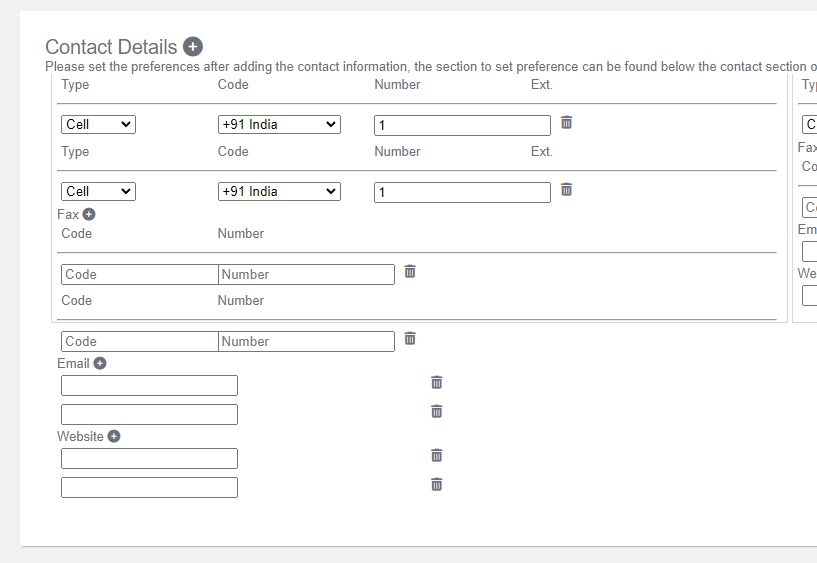 Contact Details
Please set the preferences after adding the contact information, the section to set preference can be found below the contact section o
Type Code Number Ext.
Cell +91 India 1
Type Code Number Ext.
Cell +91 India 1
Fax
Code Number
Code Number
Code Number
Code Number
Email
Website
Ty
C
Fax
Co
Co
Em
We